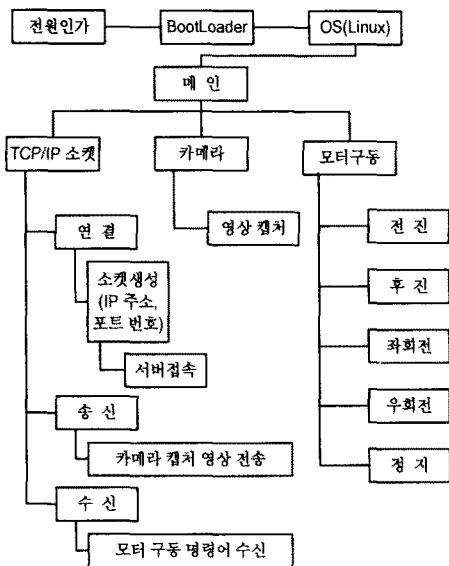 전원인가
BootLoader
OS(Linux)
메 인
TCP/IP 소켓
카메라
모터구동
연 결
영상 캡처
전 진
소켓생성
(IP 주소,
포트 번호)
후 진
서버접속
좌회전
송 신
우회전
카메라 캡처 영상 전송
정 지
수 신
모터 구동 명령어 수신